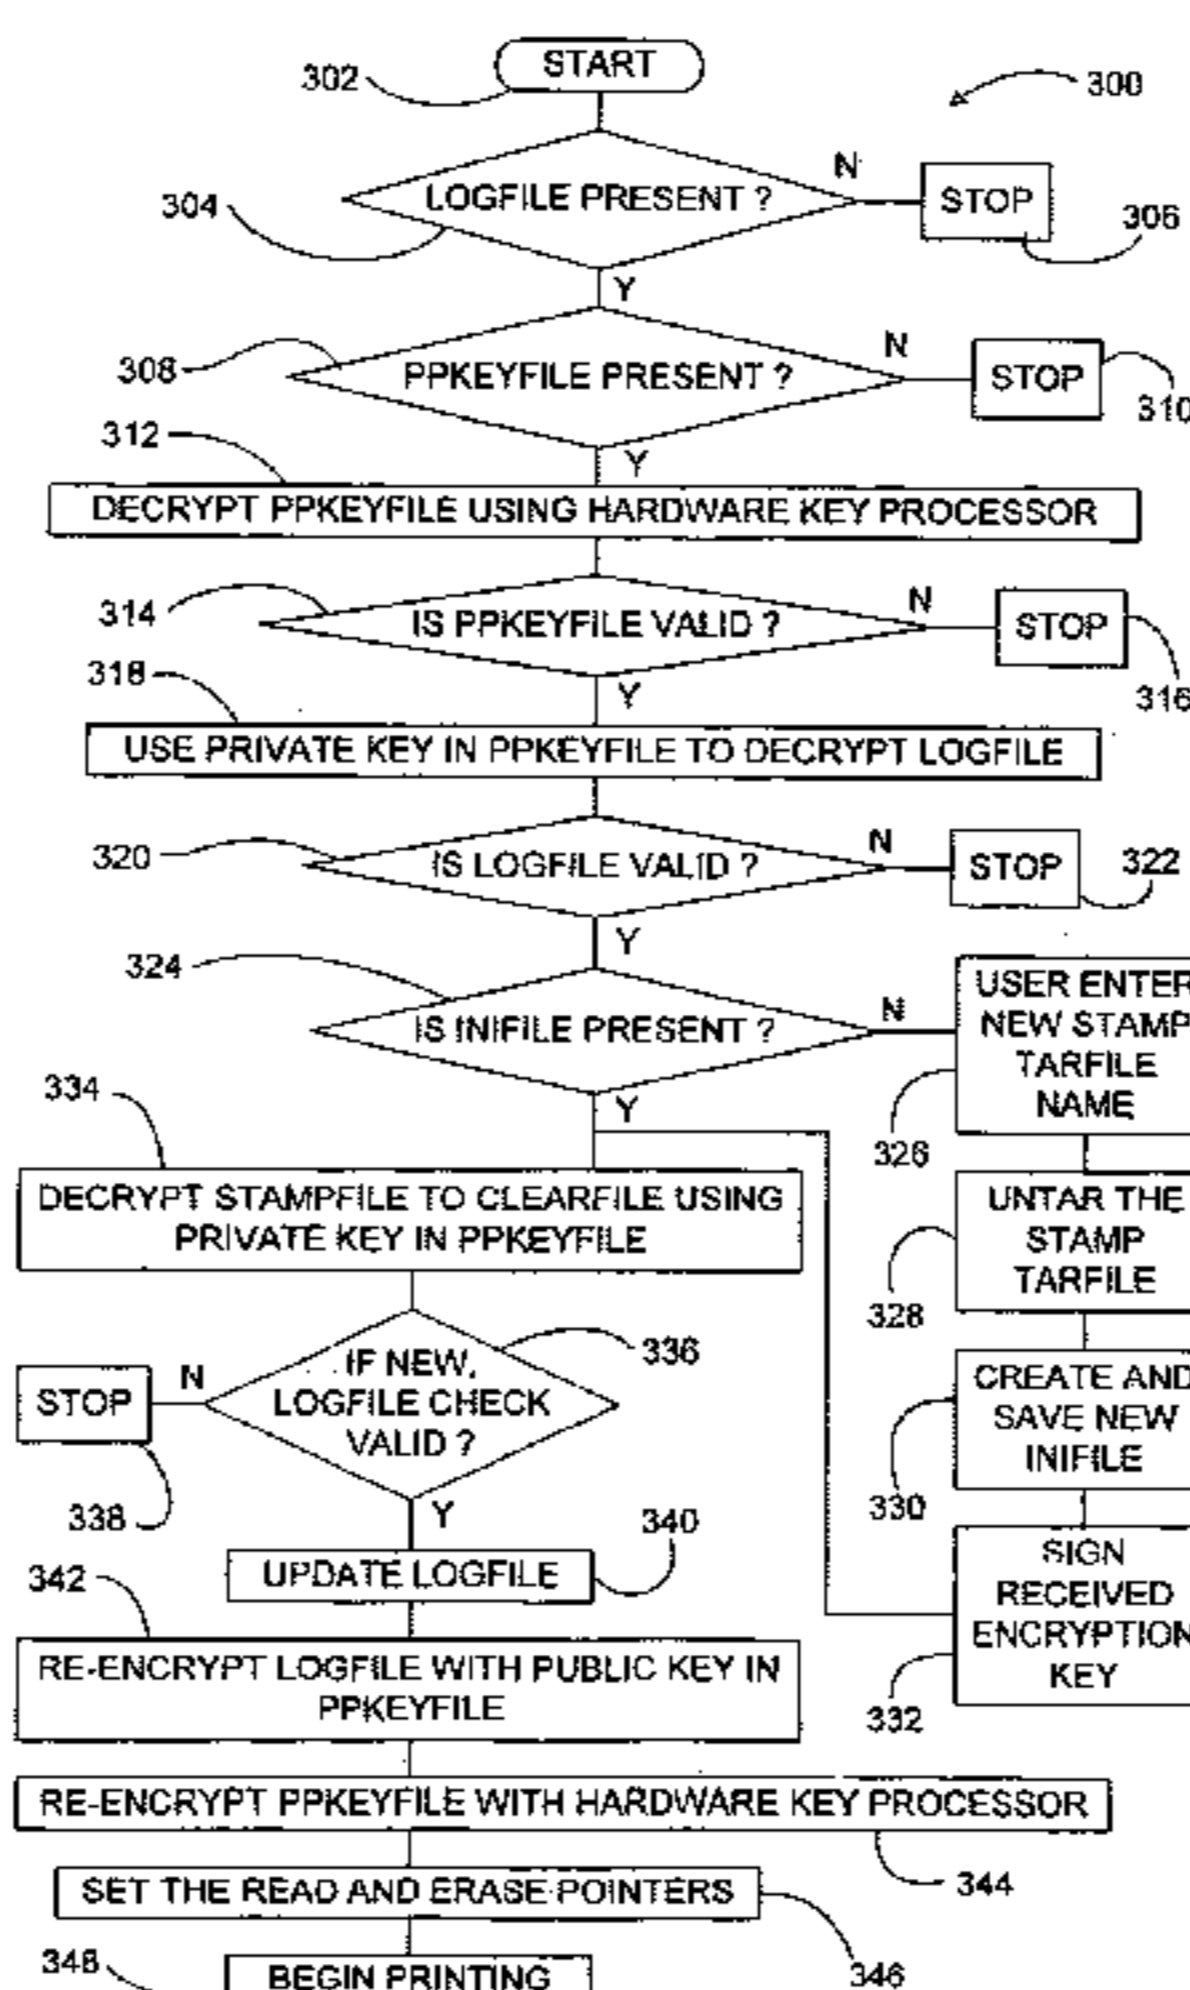 302
START
300
304
LOGFILE PRESENT ?
N
STOP
306
Y
308
PPKEYFILE PRESENT ?
N
STOP
310
Y
312
DECRYPT PPKEYFILE USING HARDWARE KEY PROCESSOR
314
IS PPKEYFILE VALID ?
N
STOP
316
Y
318
USE PRIVATE KEY IN PPKEYFILE TO DECRYPT LOGFILE
320
IS LOGFILE VALID ?
N
STOP
322
Y
324
IS INIFILE PRESENT ?
N
USER ENTER
NEW STAMP
TARFILE
NAME
326
Y
334
DECRYPT STAMPFILE TO CLEARFILE USING
PRIVATE KEY IN PPKEYFILE
UNTAR THE
STAMP
TARFILE
328
336
IF NEW,
LOGFILE CHECK
VALID ?
N
STOP
338
Y
CREATE AND
SAVE NEW
INIFILE
330
340
UPDATE LOGFILE
SIGN
RECEIVED
ENCRYPTION
KEY
332
342
RE-ENCRYPT LOGFILE WITH PUBLIC KEY IN
PPKEYFILE
RE-ENCRYPT PPKEYFILE WITH HARDWARE KEY PROCESSOR
344
SET THE READ AND ERASE POINTERS
346
348
BEGIN PRINTING